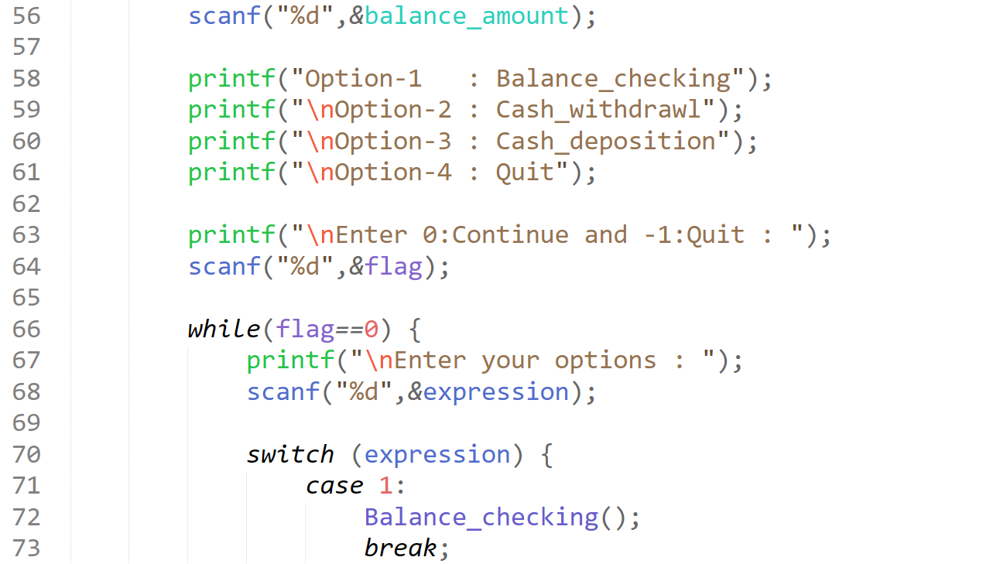 56 scanf("%d",&balance_amount);
57
58 printf("Option-1   : Balance_checking");
59 printf("\nOption-2 : Cash_withdrawl");
60 printf("\nOption-3 : Cash_deposition");
61 printf("\nOption-4 : Quit");
62
63 printf("\nEnter 0:Continue and -1:Quit : ");
64 scanf("%d",&flag);
65
66 while(flag==0) {
67     printf("\nEnter your options : ");
68     scanf("%d",&expression);
69
70     switch (expression) {
71         case 1:
72             Balance_checking();
73             break;